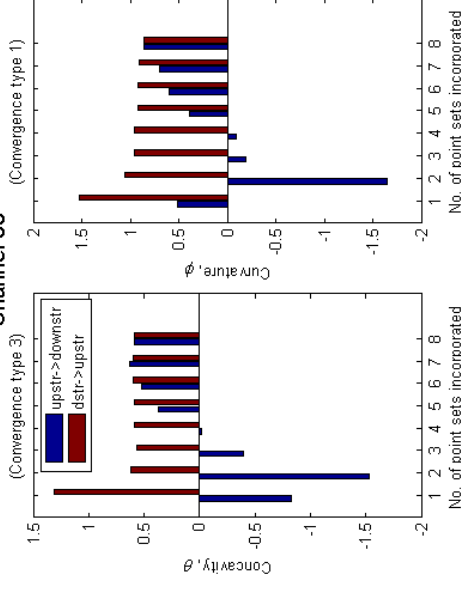 (Convergence type 3)
upstr->downstr
dstr->upstr
1.5
1
0.5
0
-0.5
-1
-1.5
-2
Concavity, θ
1 2 3 4 5 6 7 8
No. of point sets incorporated
(Convergence type 1)
2
1.5
1
0.5
0
-0.5
-1
-1.5
-2
Curvature, ϕ
1 2 3 4 5 6 7 8
No. of point sets incorporated